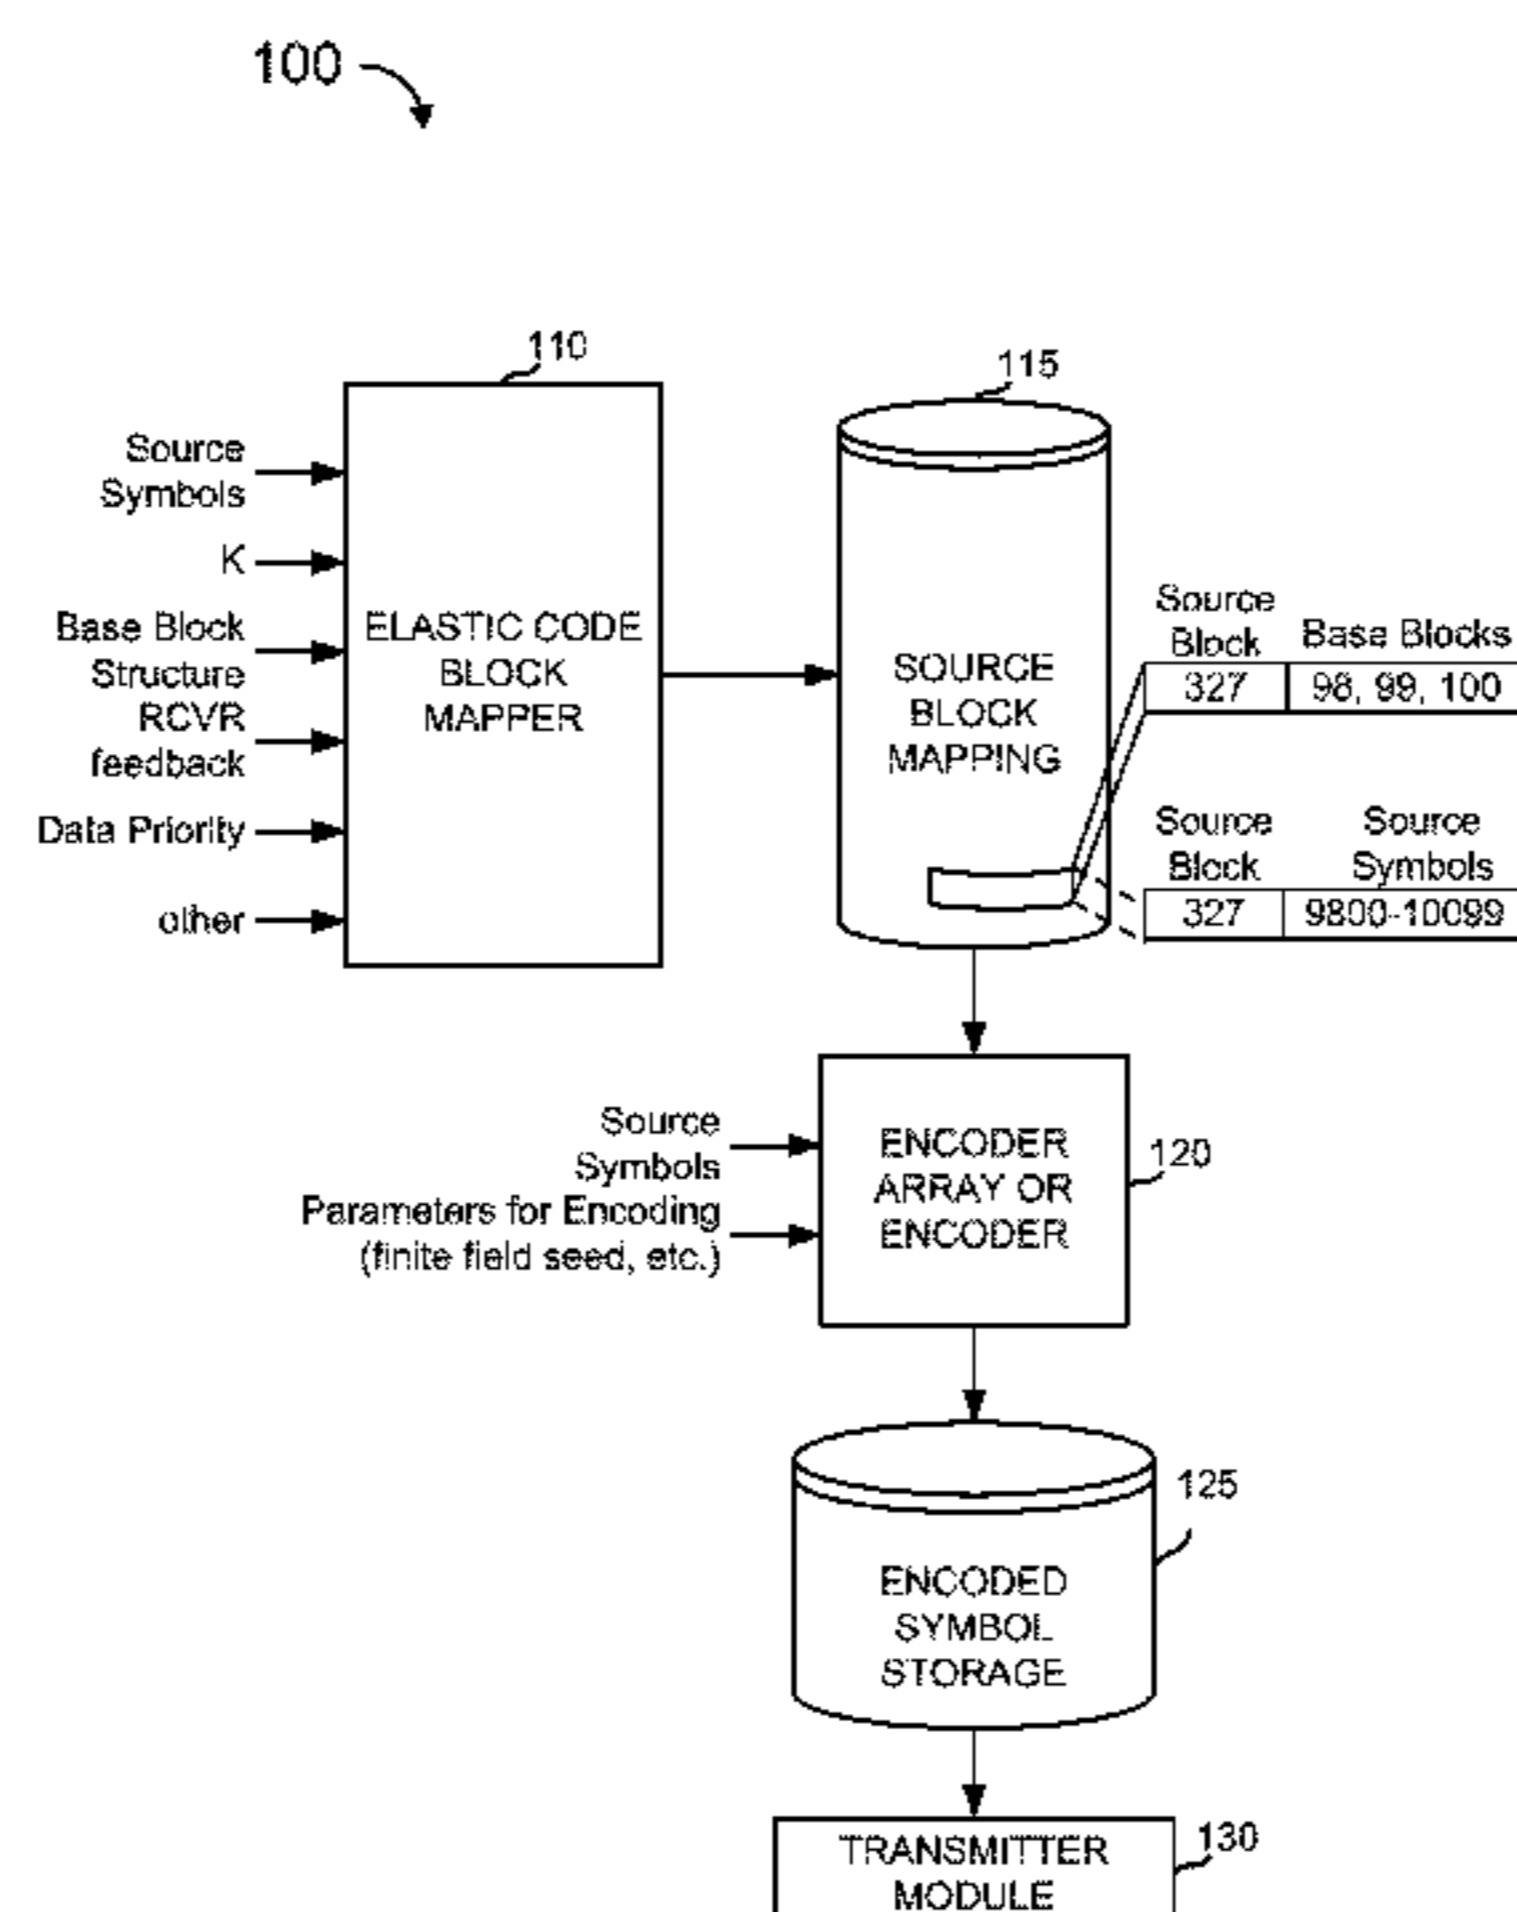 100
110
Source
Symbols
K
Base Block
Structure
RCVR
feedback
Data Priority
other
ELASTIC CODE
BLOCK
MAPPER
115
SOURCE
BLOCK
MAPPING
Source
Block
Base Blocks
327
98, 99, 100
Source
Block
Source
Symbols
327
9800-10099
Source
Symbols
Parameters for Encoding
(finite field seed, etc.)
ENCODER
ARRAY OR
ENCODER
120
125
ENCODED
SYMBOL
STORAGE
TRANSMITTER
MODULE
130